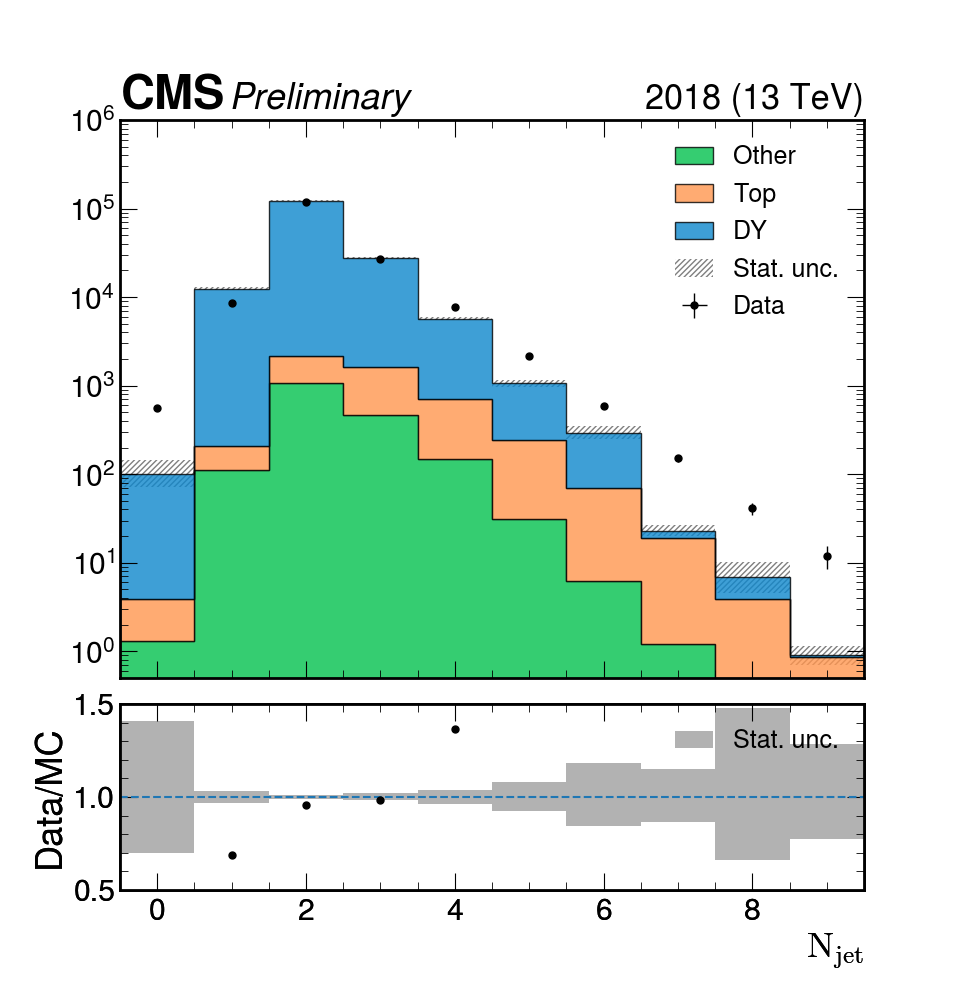 CMS Preliminary 2018 (13 TeV)
10^6
10^5
10^4
10^3
10^2
10^1
10^0
Other
Top
DY
Stat. unc.
Data
Data/MC
1.5
1.0
0.5
Stat. unc.
0 2 4 6 8
N_jet